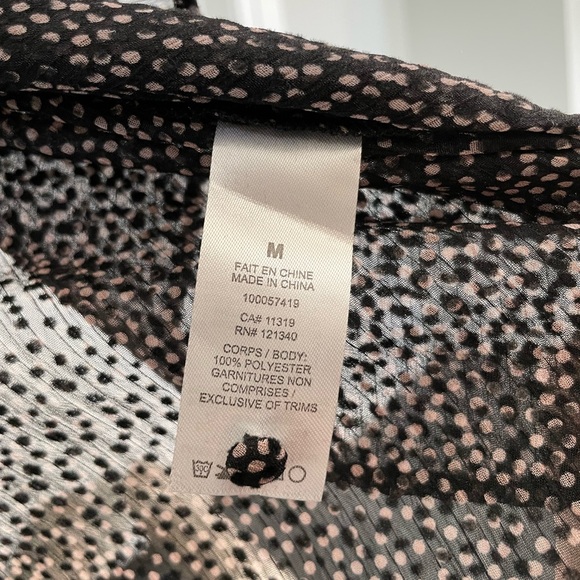 M
FAIT EN CHINE
MADE IN CHINA
100057419
CA# 11319
RN# 121340
CORPS / BODY:
100% POLYESTER
GARNITURES NON
COMPRISES /
EXCLUSIVE OF TRIMS
30C